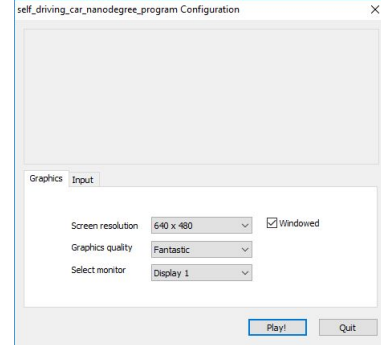 self_driving_car_nanodegree_program Configuration
Graphics Input
Screen resolution 640 x 480 Windowed
Graphics quality Fantastic
Select monitor Display 1
Play! Quit